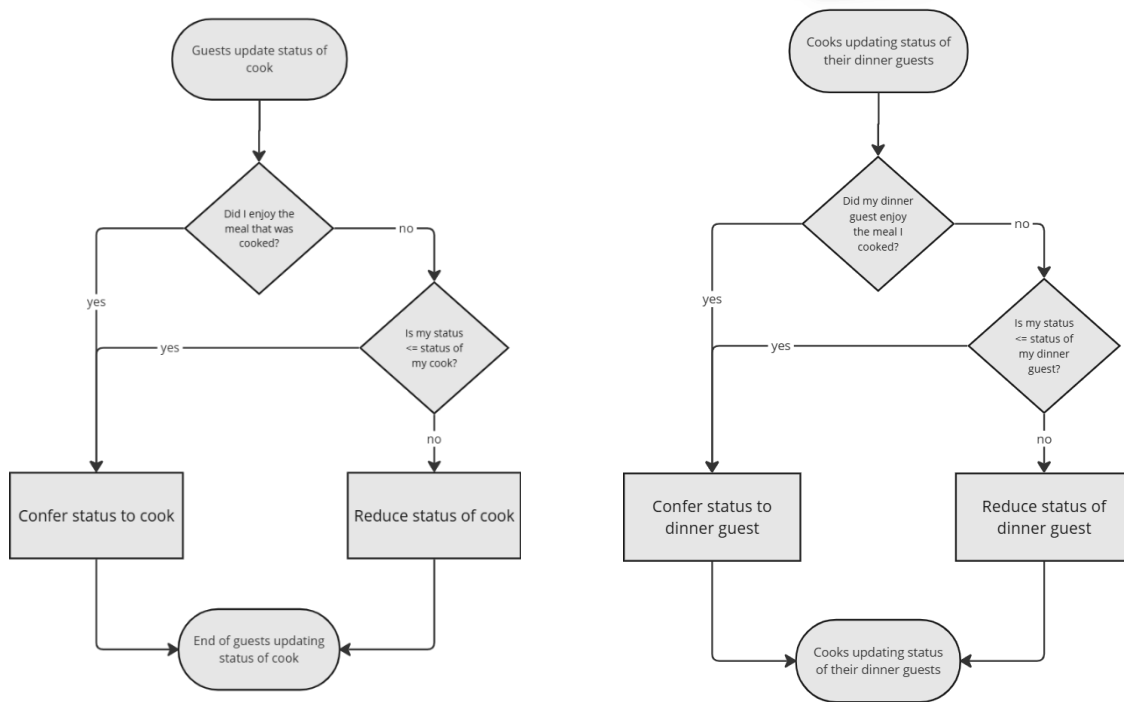 Guests update status of
cook
Did I enjoy the
meal that was
cooked?
no
yes
Is my status
<= status of
my cook?
yes
no
Confer status to cook
Reduce status of cook
End of guests updating
status of cook
Cooks updating status of
their dinner guests
Did my dinner
guest enjoy
the meal I
cooked?
no
yes
Is my status
<= status of
my dinner
guest?
yes
no
Confer status to
dinner guest
Reduce status of
dinner guest
Cooks updating status
of their dinner guests